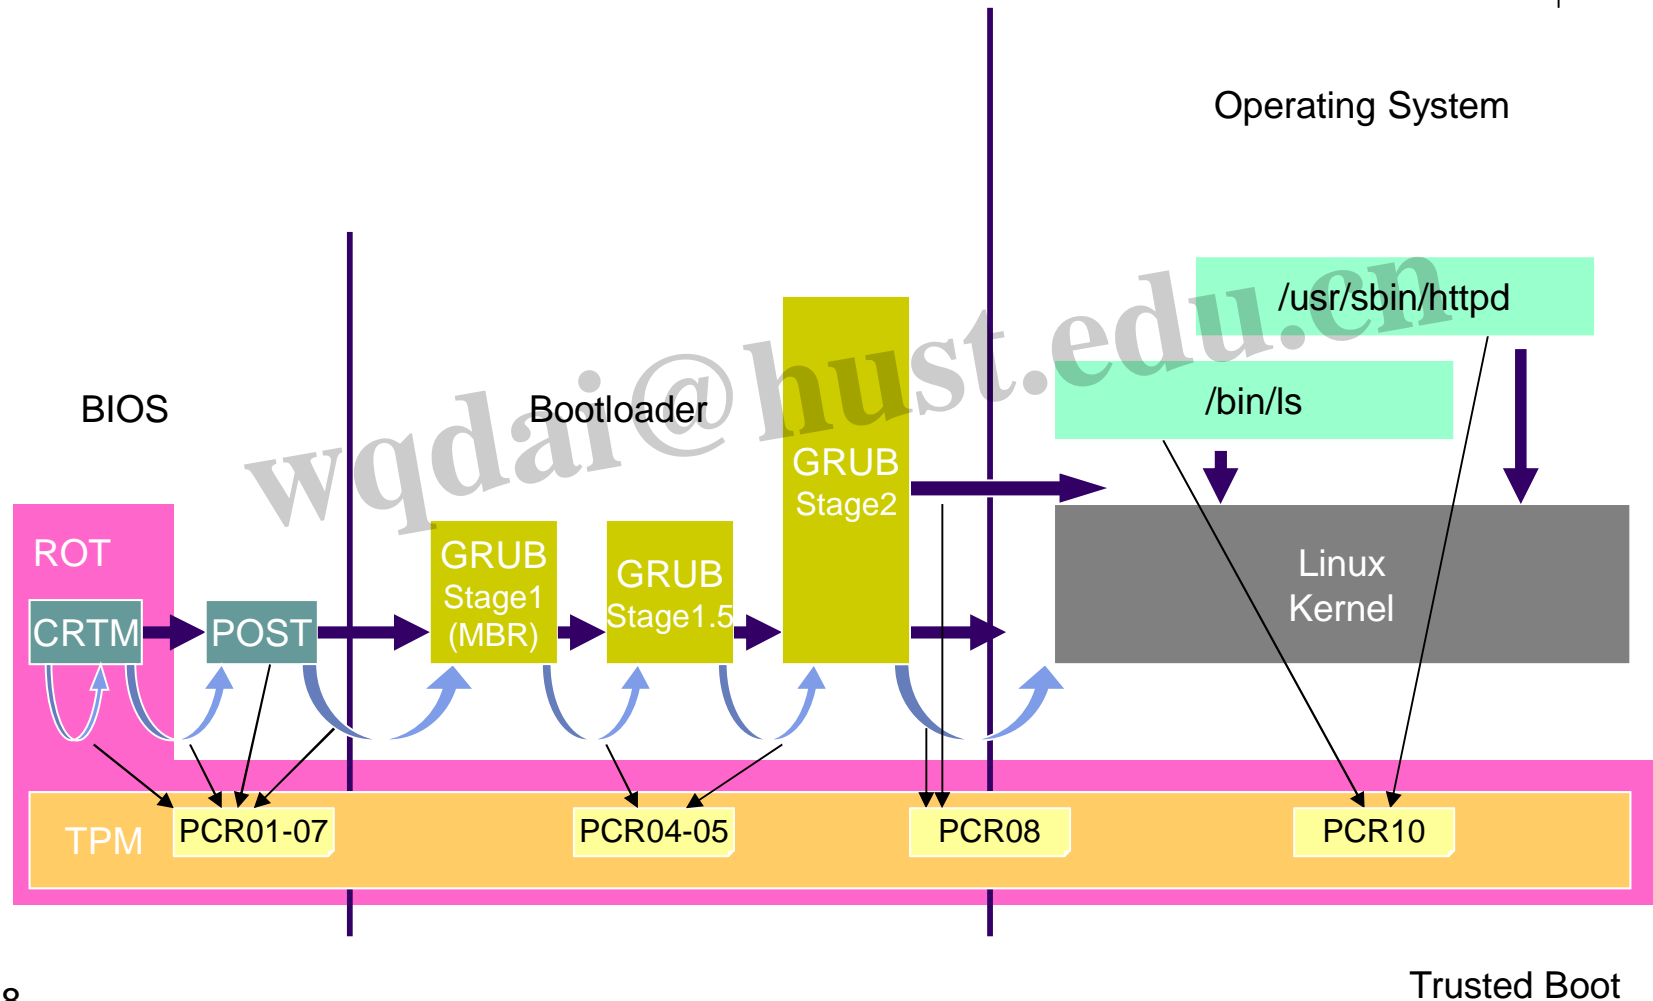 Operating System
/usr/sbin/httpd
/bin/ls
BIOS
Bootloader
wqdai@hust.edu.cn
ROT
CRTM
POST
GRUB
Stage1
(MBR)
GRUB
Stage1.5
GRUB
Stage2
Linux
Kernel
TPM
PCR01-07
PCR04-05
PCR08
PCR10
Trusted Boot
8